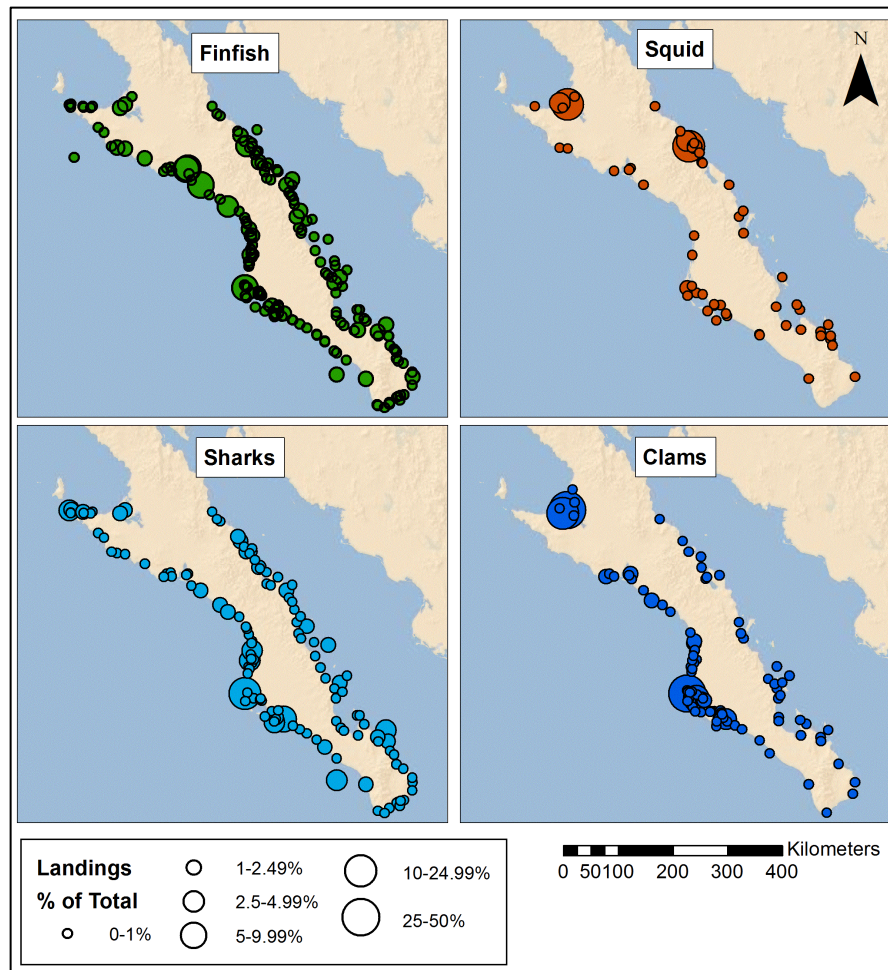 Finfish
Squid
N
Sharks
Clams
Landings
% of Total
0-1%
1-2.49%
2.5-4.99%
5-9.99%
10-24.99%
25-50%
Kilometers
0 50100 200 300 400